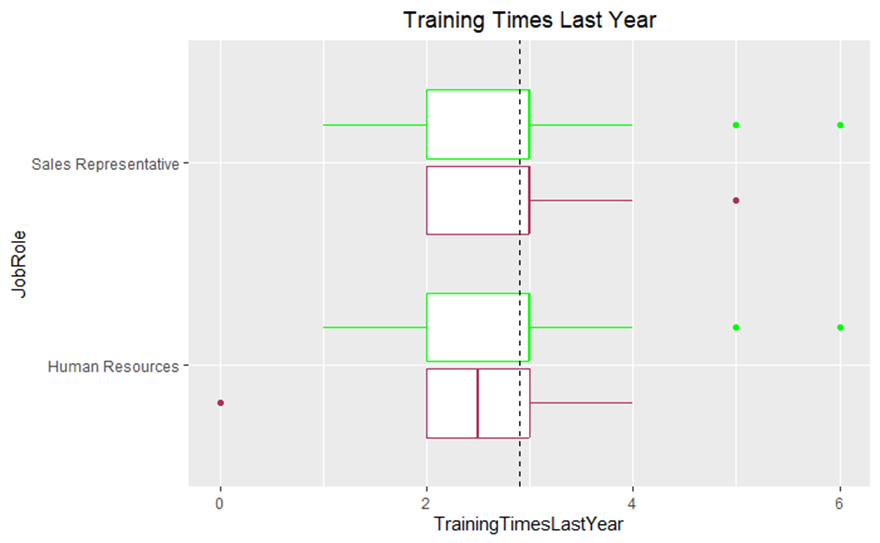 Training Times Last Year
JobRole
Sales Representative
Human Resources
0 2 4 6
TrainingTimesLastYear